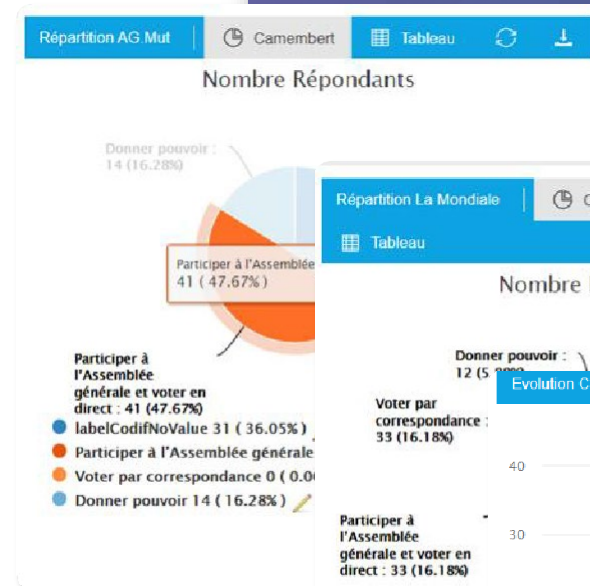 Répartition AG Mut
Camembert
Tableau
Nombre Répondants
Donner pouvoir :
14 (16.28%)
Participer à l'Assemblée
41 ( 47.67% )
Participer à
l'Assemblée
générale et voter en
direct : 41 (47.67%)
labelCodifNoValue 31 ( 36.05% )
Participer à l'Assemblée générale
Voter par correspondance 0 ( 0.0
Donner pouvoir 14 ( 16.28% )
Répartition La Mondiale
Tableau
Nombre
Donner pouvoir :
12 (5
Voter par
correspondance :
33 (16.18%)
Participer à
l'Assemblée
générale et voter en
direct : 33 (16.18%)
Evolution C
40
30